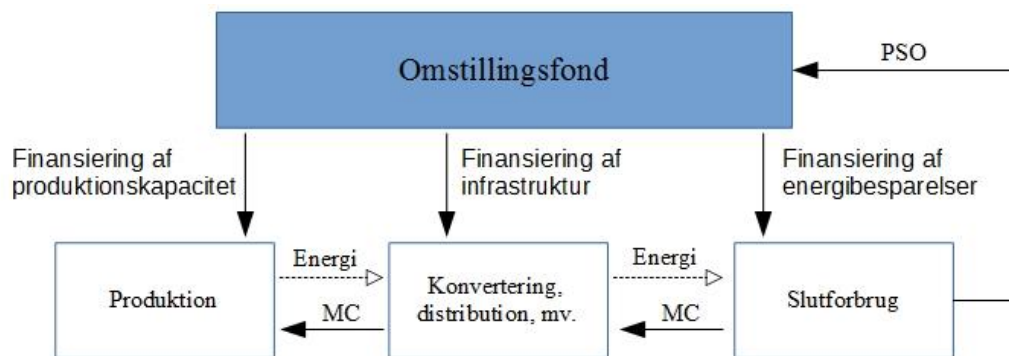 Omstillingsfond
PSO
Finansiering af
produktionskapacitet
Finansiering af
infrastruktur
Finansiering af
energibesparelser
Produktion
Energi
MC
Konvertering,
distribution, mv.
Energi
MC
Slutforbrug